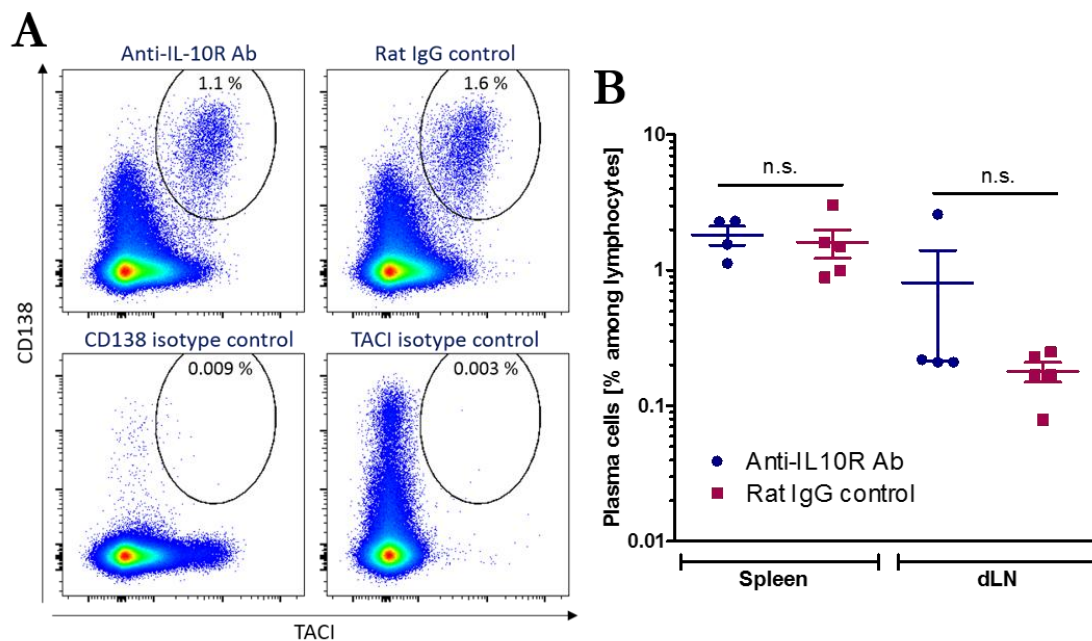 A
Anti-IL-10R Ab
Rat IgG control
1.1 %
1.6 %
CD138 isotype control
TACI isotype control
0.009 %
0.003 %
CD138
TACI
B
Plasma cells [% among lymphocytes]
10
1
0.1
0.01
n.s.
n.s.
Anti-IL10R Ab
Rat IgG control
Spleen
dLN